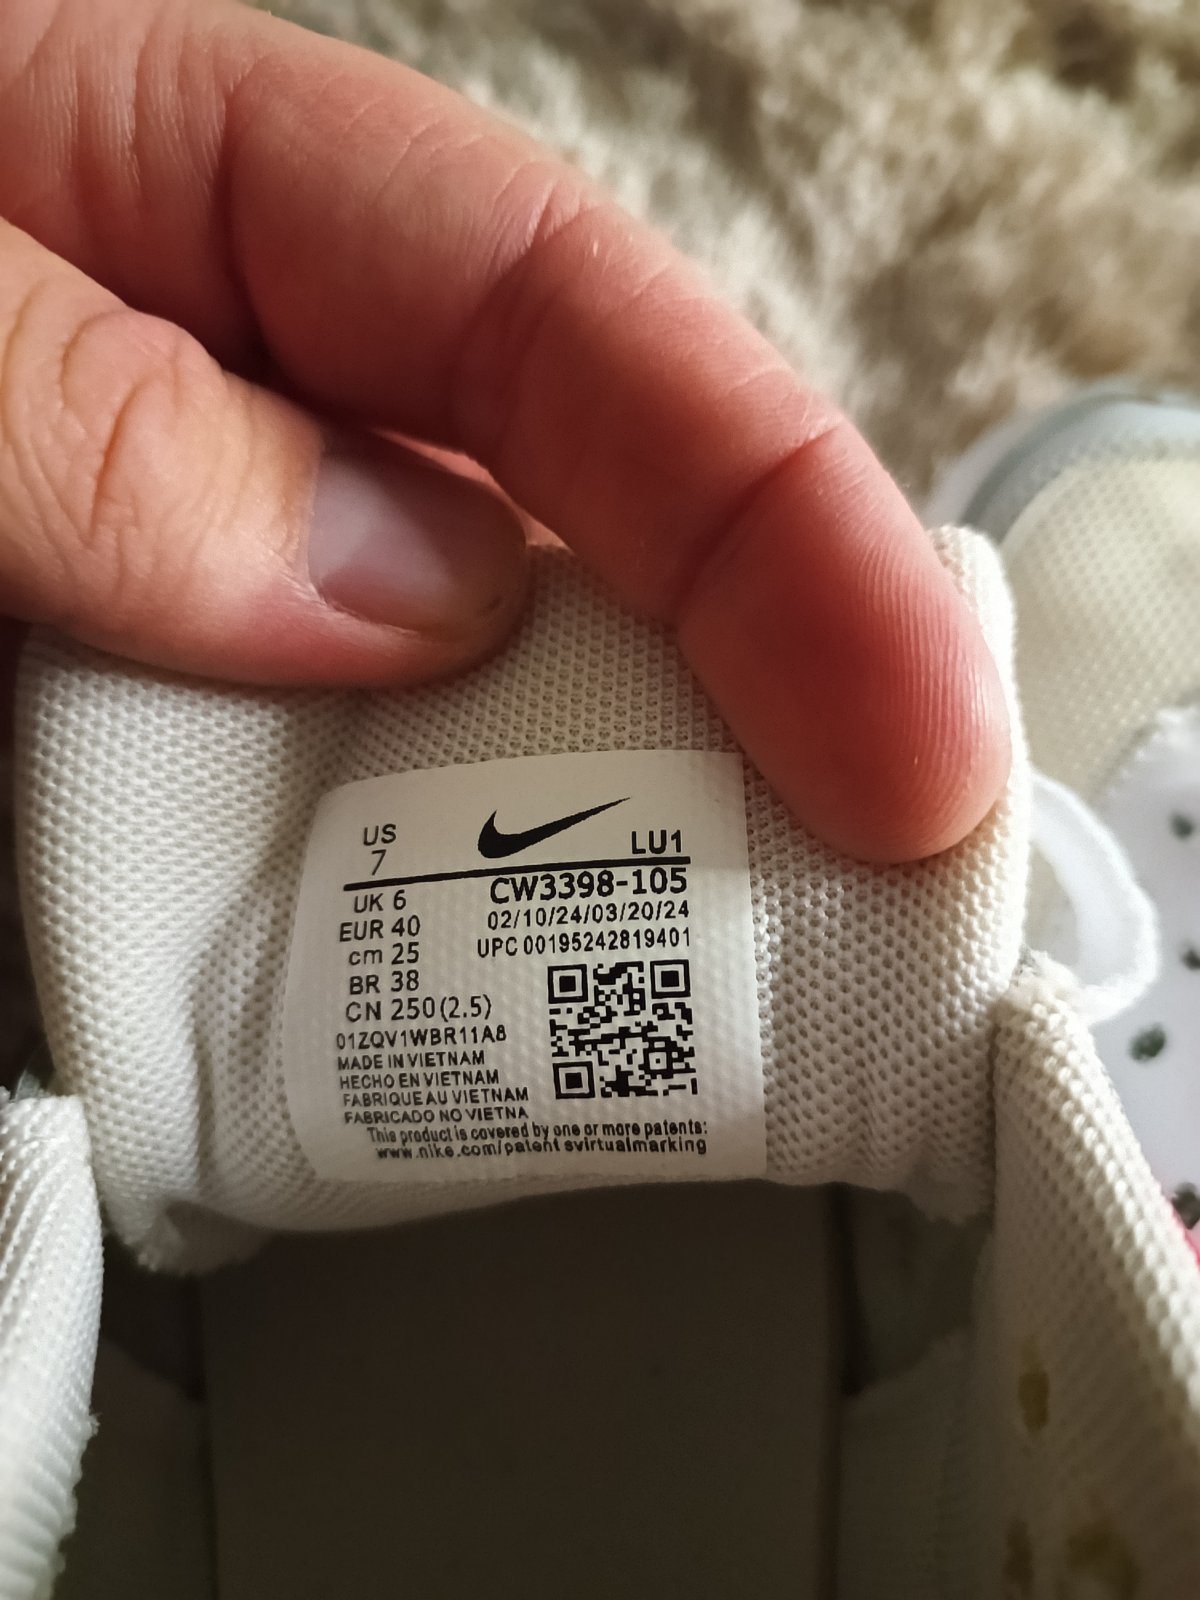 US
7
LU1
UK 6
CW3398-105
EUR 40
02/10/24/03/20/24
cm 25
UPC 00195242819401
BR 38
CN 250(2.5)
01ZQV1WBR11A8
MADE IN VIETNAM
HECHO EN VIETNAM
FABRIQUE AU VIETNAM
FABRICADO NO VIETNA
This product is covered by one or more patents:
www.nike.com/patent svirtualmarking